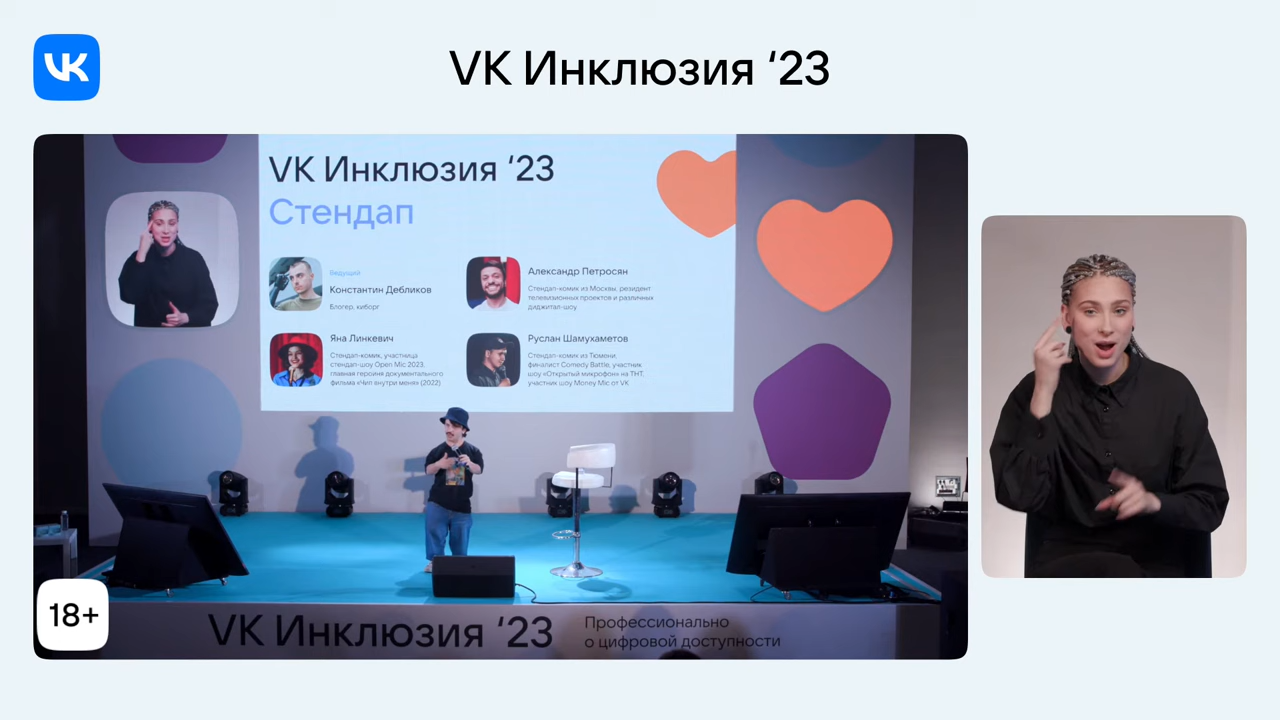 VK
VK Инклюзия ‘23
VK Инклюзия ‘23
Стендап
Ведущий
Константин Дебликов
Блогер, киборг
Александр Петросян
Стендап-комик из Москвы, резидент
телевизионных проектов и различных
диджитал-шоу
Яна Линкевич
Стендап-комик, участница
стендап-шоу Open Mic 2023,
главная героиня документального
фильма «Чип внутри меня» (2022)
Руслан Шамухаметов
Стендап-комик из Тюмени,
финалист Comedy Battle, участник
шоу «Открытый микрофон» на ТНТ,
участник шоу Money Mic от VK
18+
VK Инклюзия ‘23
Профессионально
о цифровой доступности